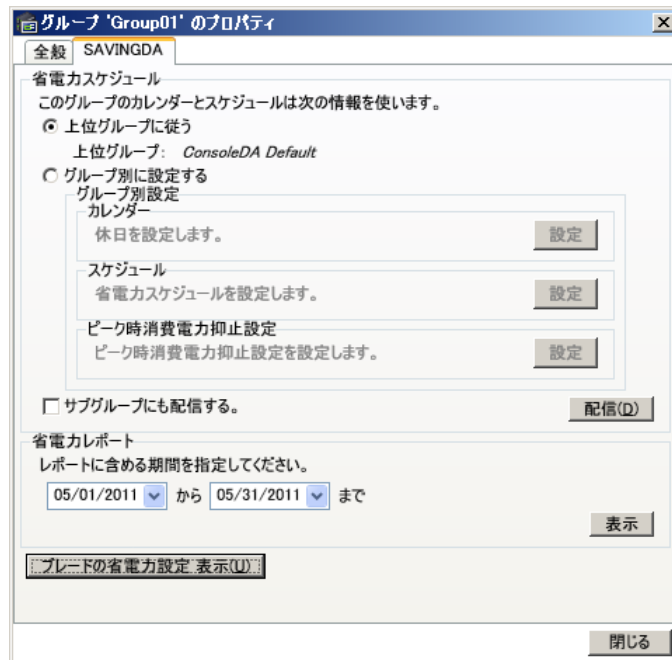 グループ 'Group01' のプロパティ
全般 SAVINGDA
省電力スケジュール
このグループのカレンダーとスケジュールは次の情報を使います。
上位グループに従う
上位グループ: ConsoleDA Default
グループ別に設定する
グループ別設定
カレンダー
休日を設定します。 設定
スケジュール
省電力スケジュールを設定します。 設定
ピーク時消費電力抑止設定
ピーク時消費電力抑止設定を設定します。 設定
サブグループにも配信する。 配信(D)
省電力レポート
レポートに含める期間を指定してください。
05/01/2011 から 05/31/2011 まで
表示
ブレードの省電力設定 表示(U)
閉じる